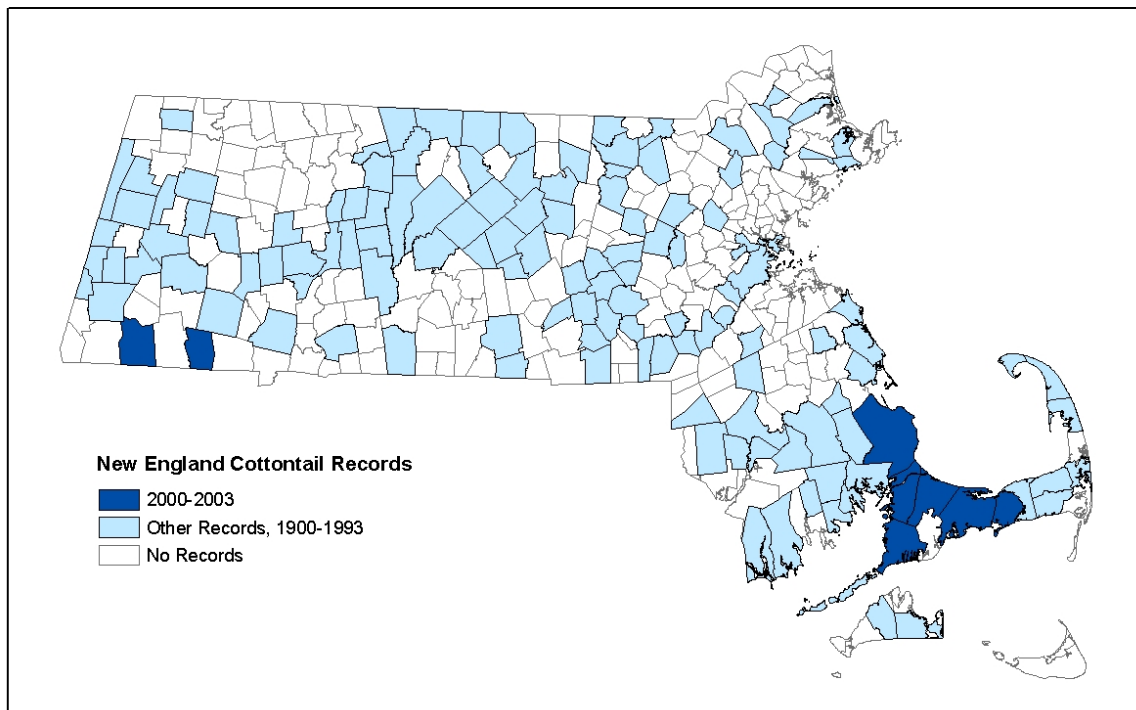 New England Cottontail Records
2000-2003
Other Records, 1900-1993
No Records